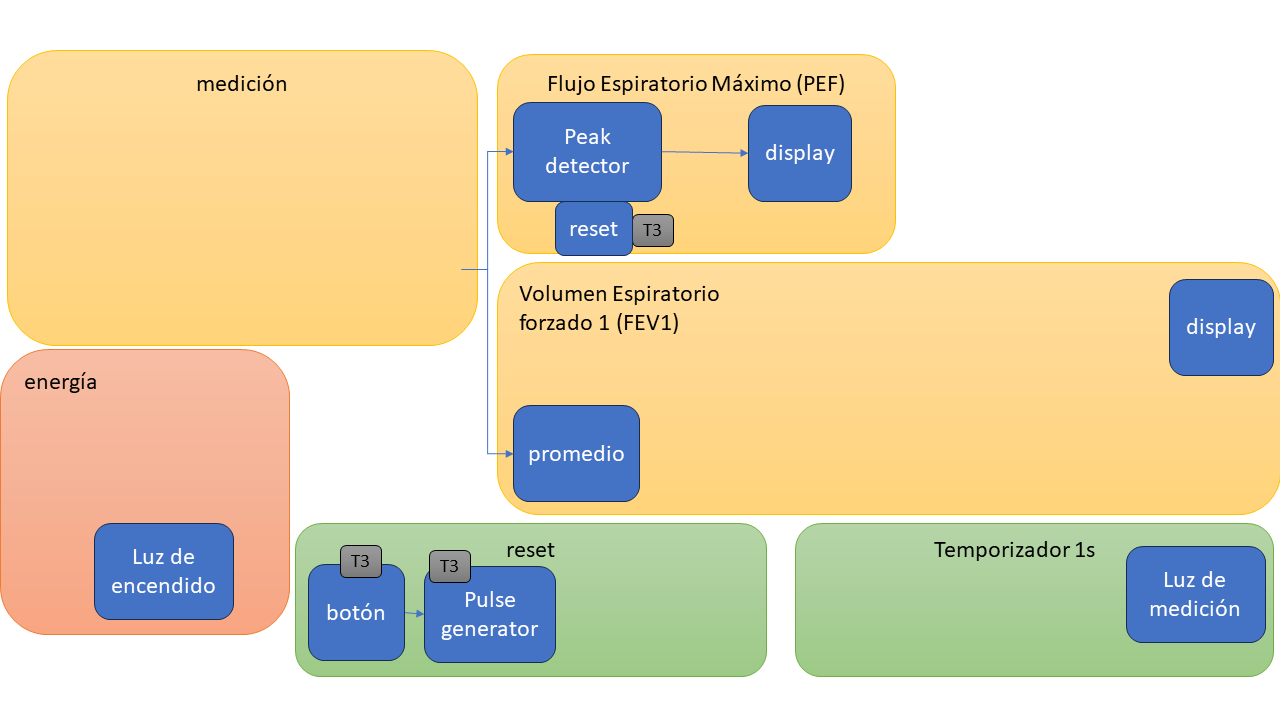 medición
Flujo Espiratorio Máximo (PEF)
Peak
detector
display
reset
T3
Volumen Espiratorio
forzado 1 (FEV1)
display
promedio
energía
Luz de
encendido
reset
T3
botón
T3
Pulse
generator
Temporizador 1s
Luz de
medición